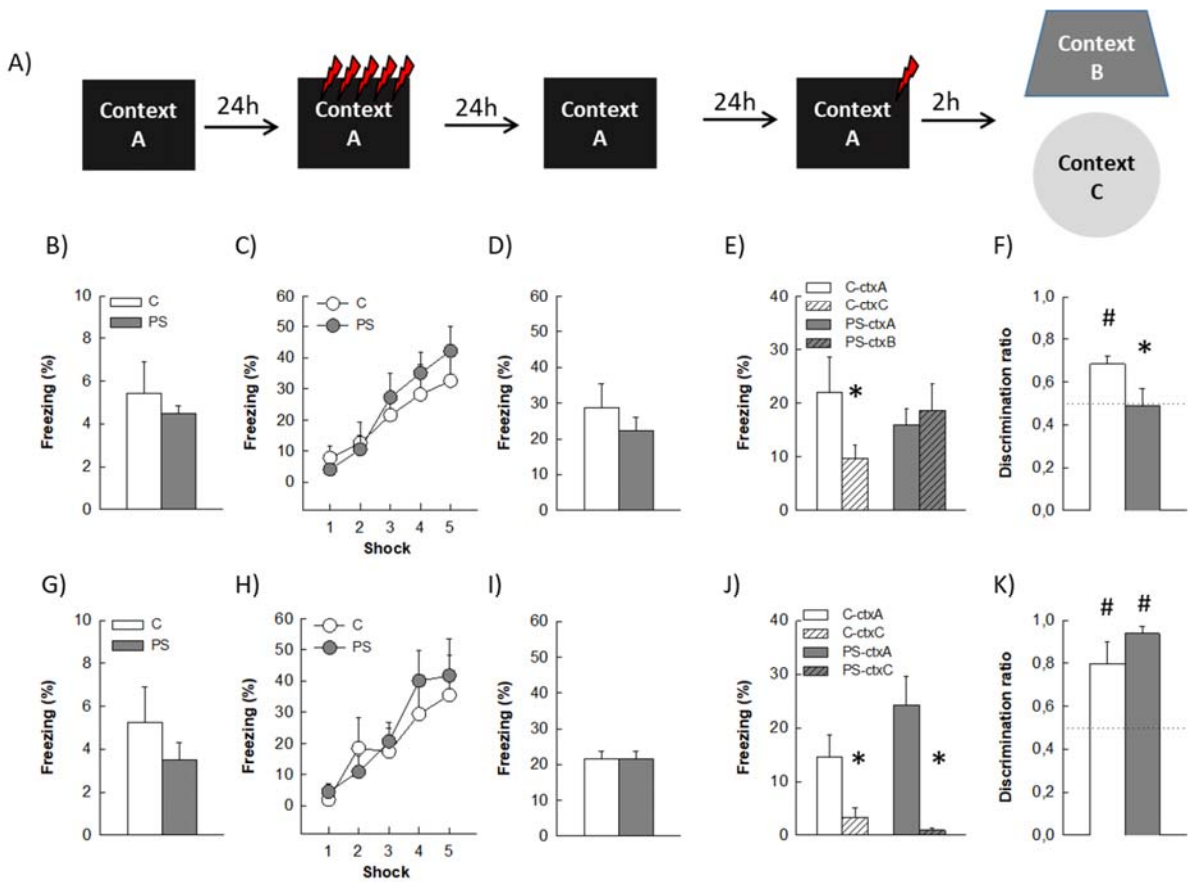 A)
Context
A
24h
Context
A
24h
Context
A
24h
Context
A
2h
Context
B
Context
C
B)
C)
D)
E)
F)
Freezing (%)
10
8
6
4
2
0
C
PS
Freezing (%)
60
50
40
30
20
10
0
C
PS
1 2 3 4 5
Shock
Freezing (%)
60
50
40
30
20
10
0
Freezing (%)
40
30
20
10
0
C-ctxA
C-ctxC
PS-ctxA
PS-ctxB
*
Discrimination ratio
1,0
0,8
0,6
0,4
0,2
0,0
#
*
G)
H)
I)
J)
K)
Freezing (%)
10
8
6
4
2
0
C
PS
Freezing (%)
60
50
40
30
20
10
0
C
PS
1 2 3 4 5
Shock
Freezing (%)
60
50
40
30
20
10
0
Freezing (%)
40
30
20
10
0
C-ctxA
C-ctxC
PS-ctxA
PS-ctxC
*
*
Discrimination ratio
1,0
0,8
0,6
0,4
0,2
0,0
# #